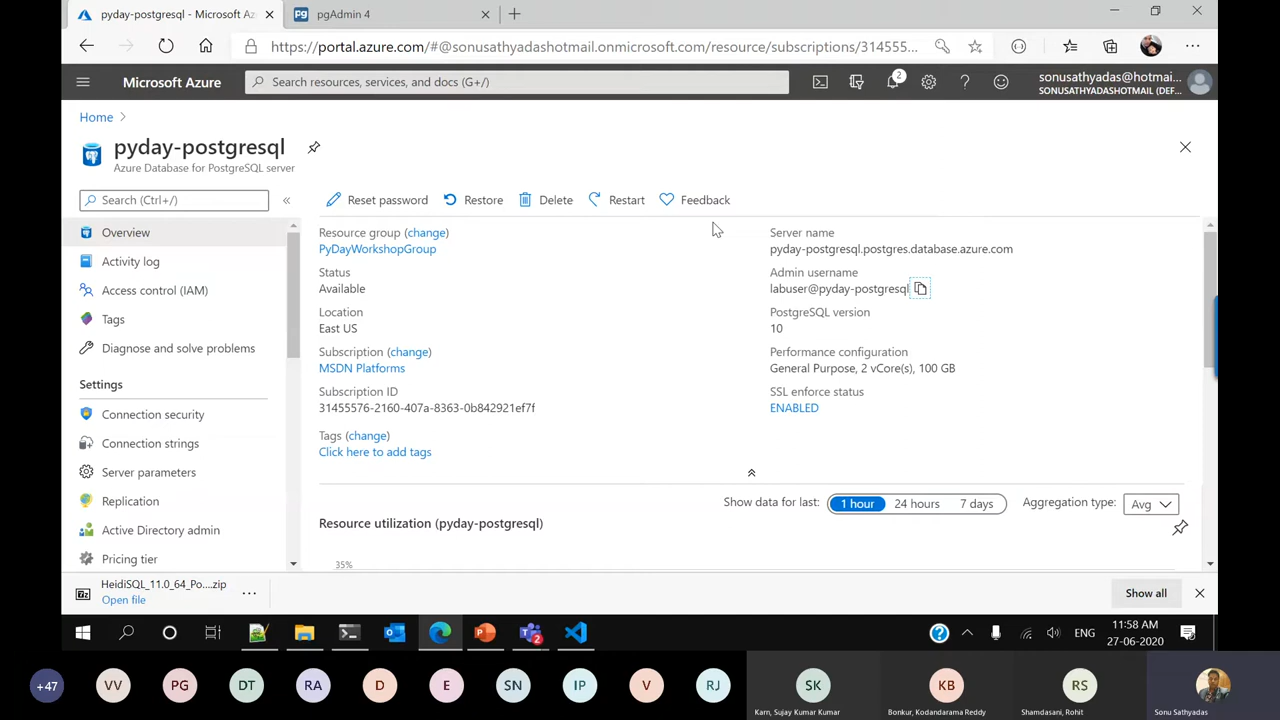 pyday-postgresql - Microsoft Az
pgAdmin 4
https://portal.azure.com/#@sonusathyadashotmail.onmicrosoft.com/resource/subscriptions/31455...
Microsoft Azure
Search resources, services, and docs (G+/)
2
sonusathyadas@hotmai...
SONUSATHYADASHOTMAIL (DEF...
Home
pyday-postgresql
Azure Database for PostgreSQL server
Search (Ctrl+/)
Reset password
Restore
Delete
Restart
Feedback
Overview
Activity log
Access control (IAM)
Tags
Diagnose and solve problems
Settings
Connection security
Connection strings
Server parameters
Replication
Active Directory admin
Pricing tier
Resource group (change)
PyDayWorkshopGroup
Status
Available
Location
East US
Subscription (change)
MSDN Platforms
Subscription ID
31455576-2160-407a-8363-0b842921ef7f
Tags (change)
Click here to add tags
Server name
pyday-postgresql.postgres.database.azure.com
Admin username
labuser@pyday-postgresql
PostgreSQL version
10
Performance configuration
General Purpose, 2 vCore(s), 100 GB
SSL enforce status
ENABLED
Show data for last:
1 hour
24 hours
7 days
Aggregation type:
Avg
Resource utilization (pyday-postgresql)
35%
HeidiSQL_11.0_64_Po....zip
Open file
Show all
ENG
11:58 AM
27-06-2020
+47
VV
PG
DT
RA
D
E
SN
IP
V
RJ
SK
Karn, Sujay Kumar Kumar
KB
Bonkur, Kodandarama Reddy
RS
Shamdasani, Rohit
Sonu Sathyadas